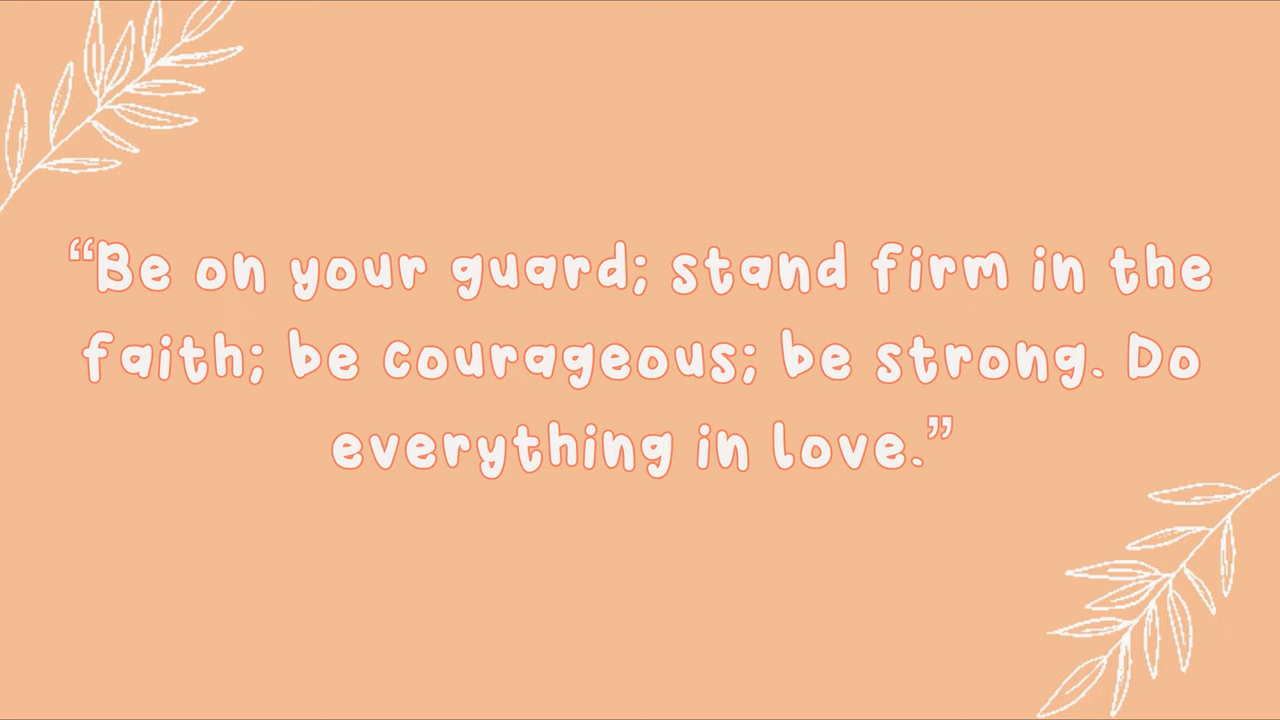 “Be on your guard; stand firm in the
faith; be courageous; be strong. Do
everything in love.”